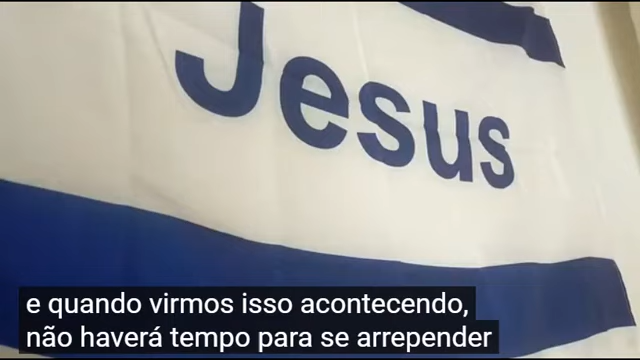 Jesus
e quando virmos isso acontecendo,
não haverá tempo para se arrepender